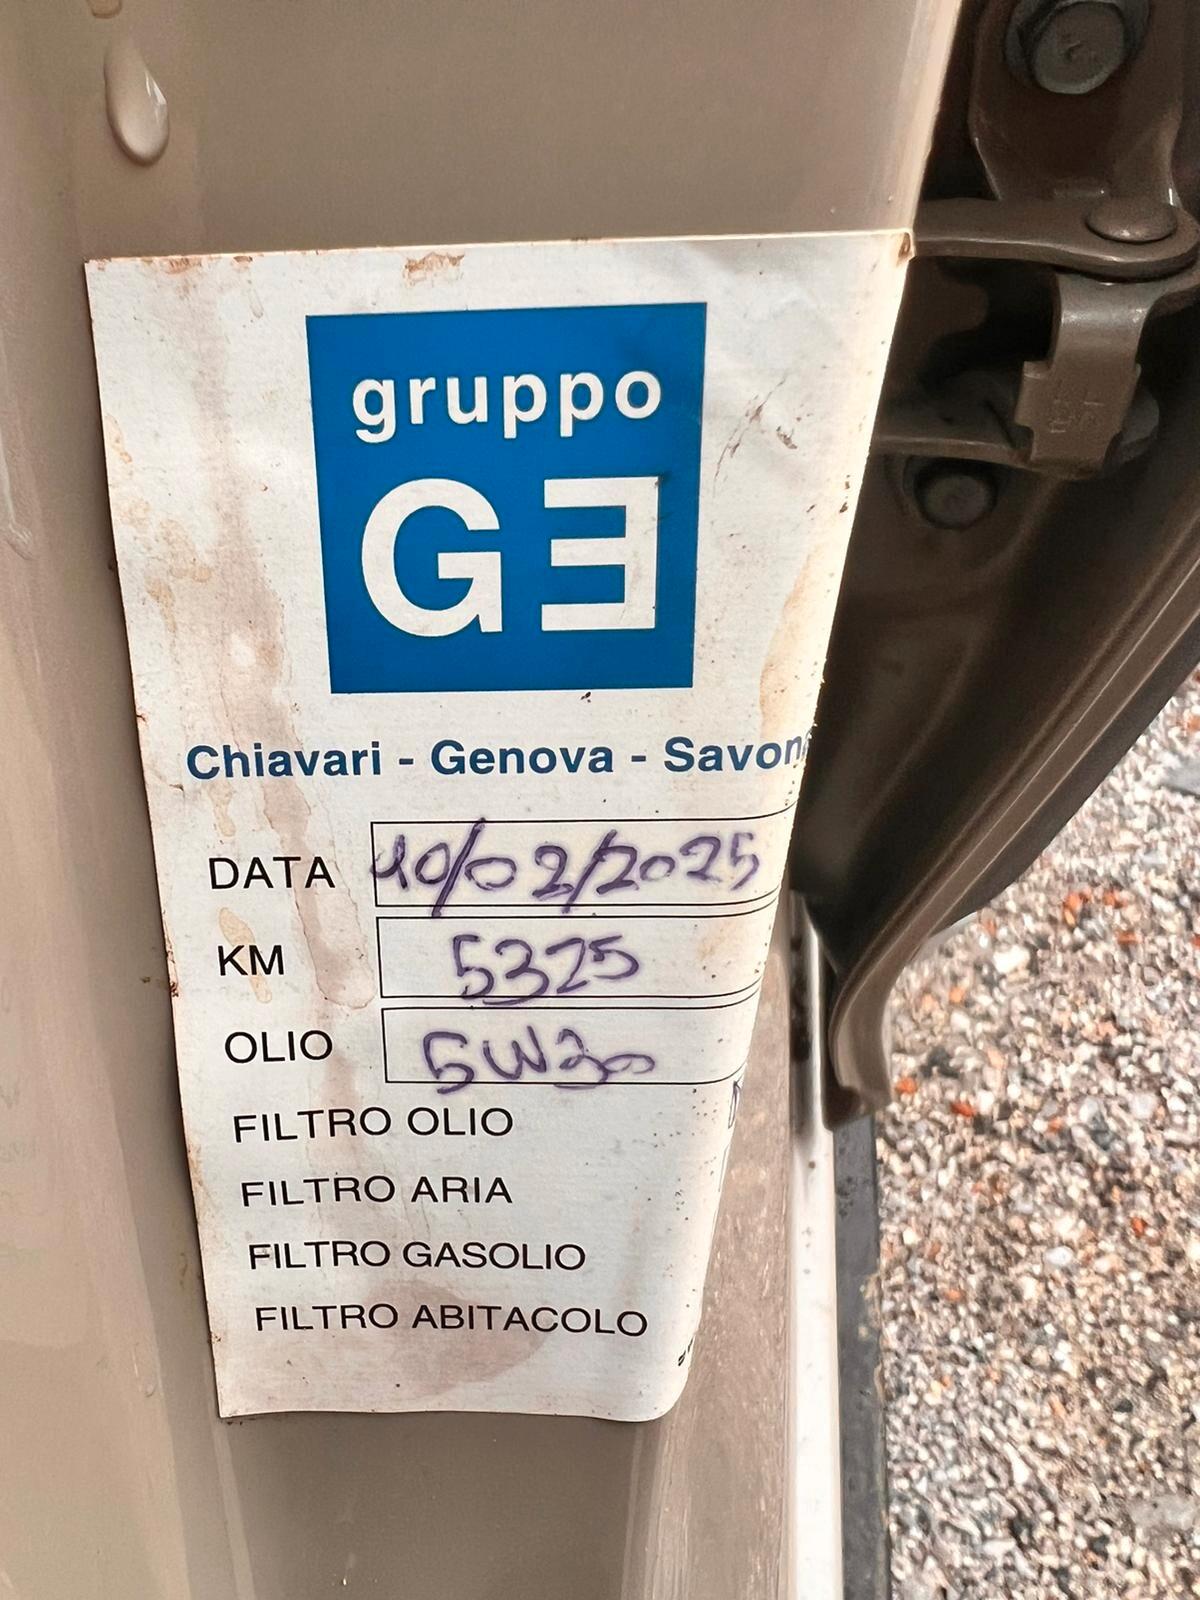 gruppo
GE
Chiavari - Genova - Savona
DATA 10/02/2025
KM 5325
OLIO 5W30
FILTRO OLIO
FILTRO ARIA
FILTRO GASOLIO
FILTRO ABITACOLO